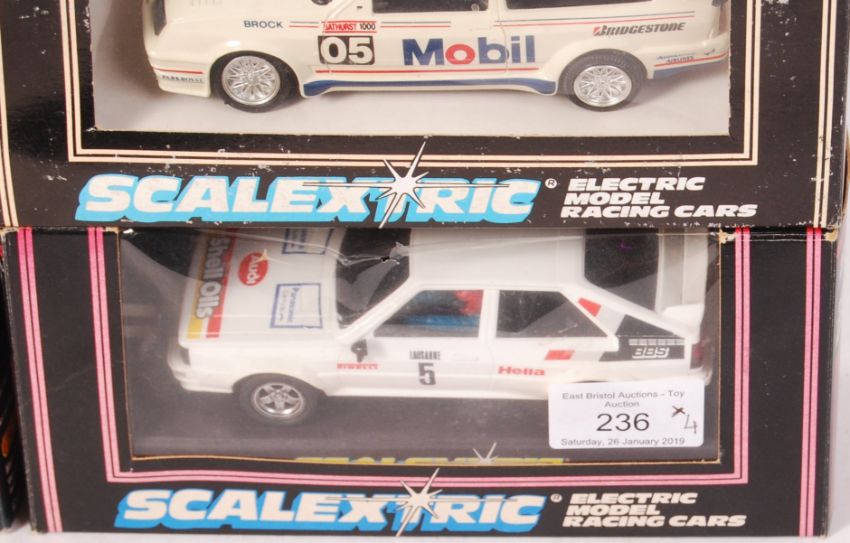 BROCK
BATHURST 1000
05
Mobil
BRIDGESTONE
SCALEXTRIC®
ELECTRIC
MODEL
RACING CARS
Shell Oils
Audi
LAUSANNE
5
Hella
BBS
East Bristol Auctions - Toy
Auction
236
x4
Saturday, 26 January 2019
SCALEXTRIC®
ELECTRIC
MODEL
RACING CARS